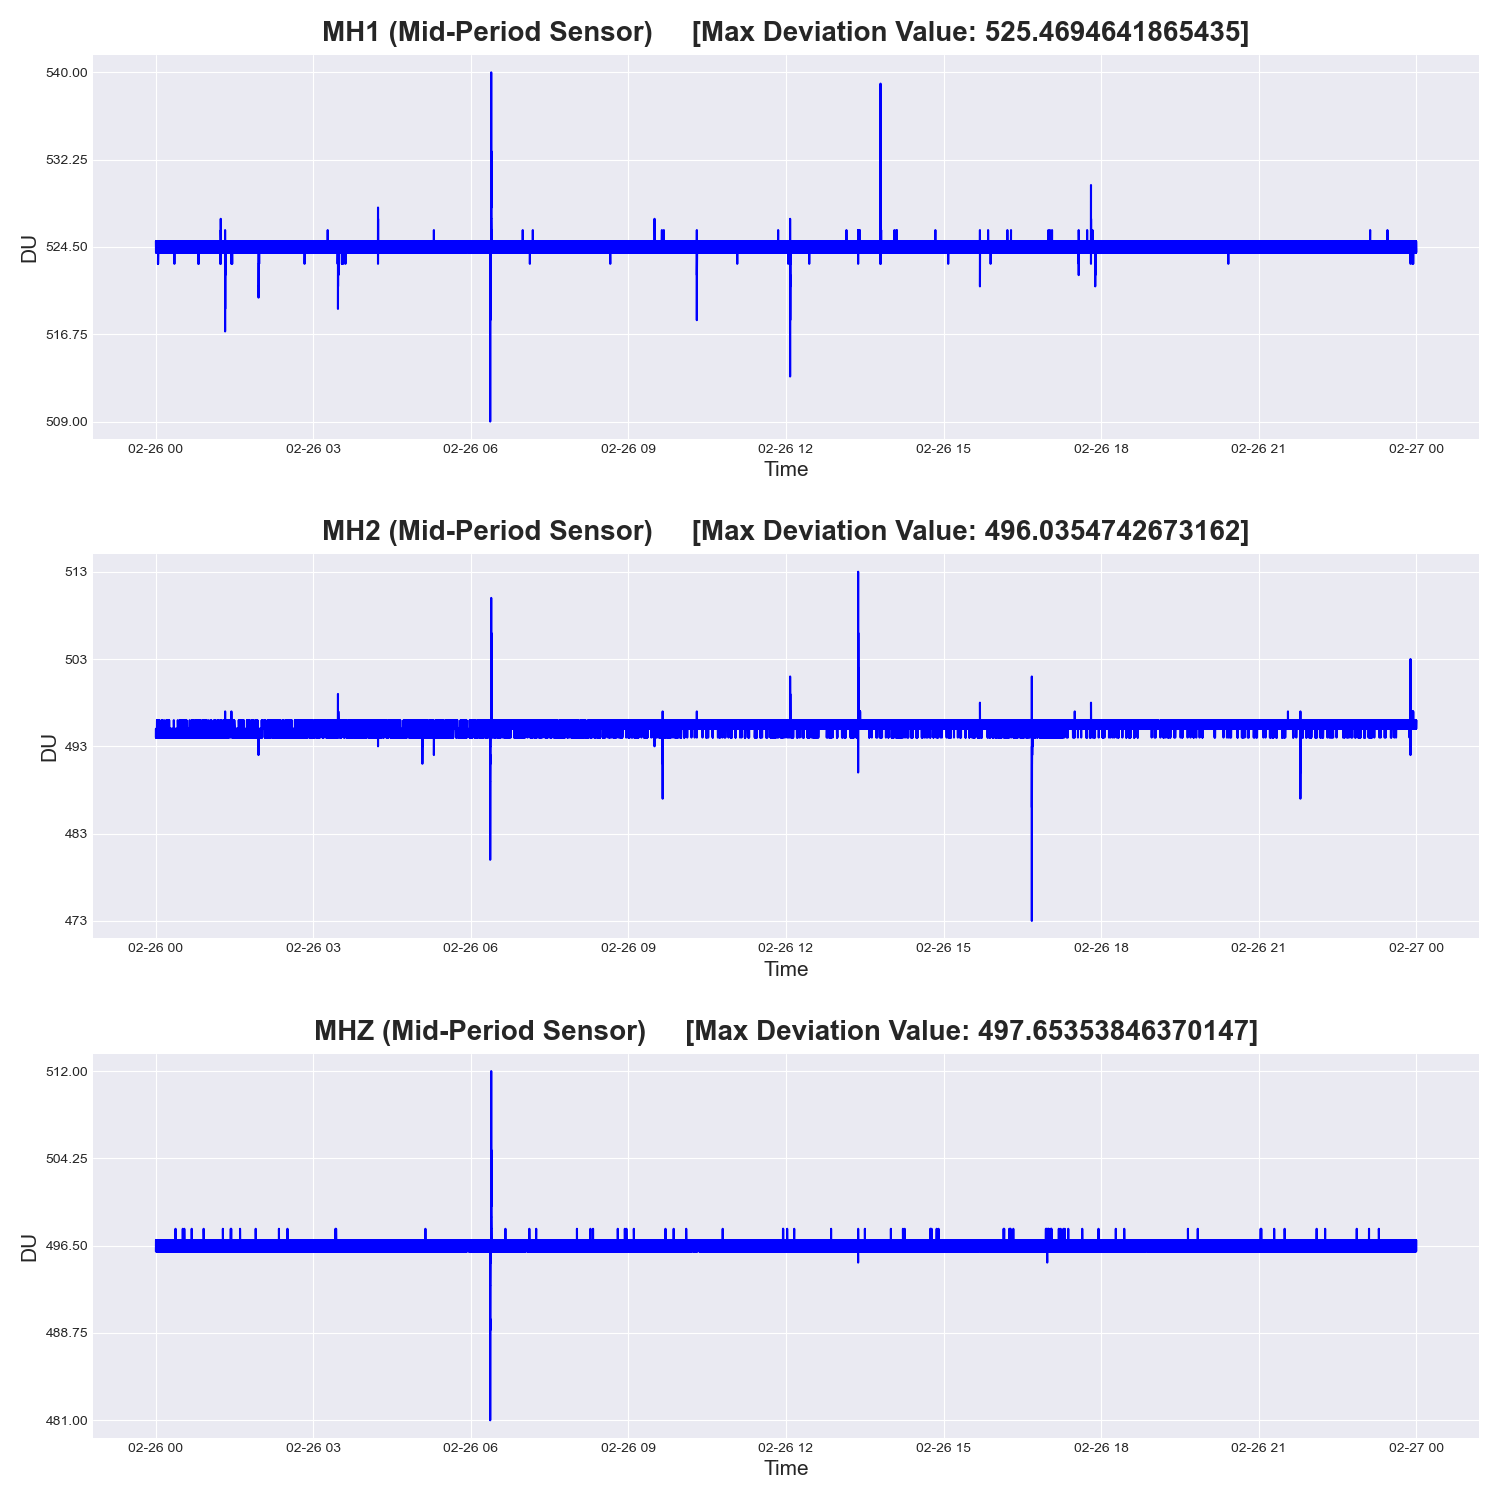 MH1 (Mid-Period Sensor) [Max Deviation Value: 525.4694641865435]
540.00
532.25
524.50
516.75
509.00
DU
02-26 00 02-26 03 02-26 06 02-26 09 02-26 12 02-26 15 02-26 18 02-26 21 02-27 00
Time
MH2 (Mid-Period Sensor) [Max Deviation Value: 496.0354742673162]
513
503
493
483
473
DU
02-26 00 02-26 03 02-26 06 02-26 09 02-26 12 02-26 15 02-26 18 02-26 21 02-27 00
Time
MHZ (Mid-Period Sensor) [Max Deviation Value: 497.65353846370147]
512.00
504.25
496.50
488.75
481.00
DU
02-26 00 02-26 03 02-26 06 02-26 09 02-26 12 02-26 15 02-26 18 02-26 21 02-27 00
Time